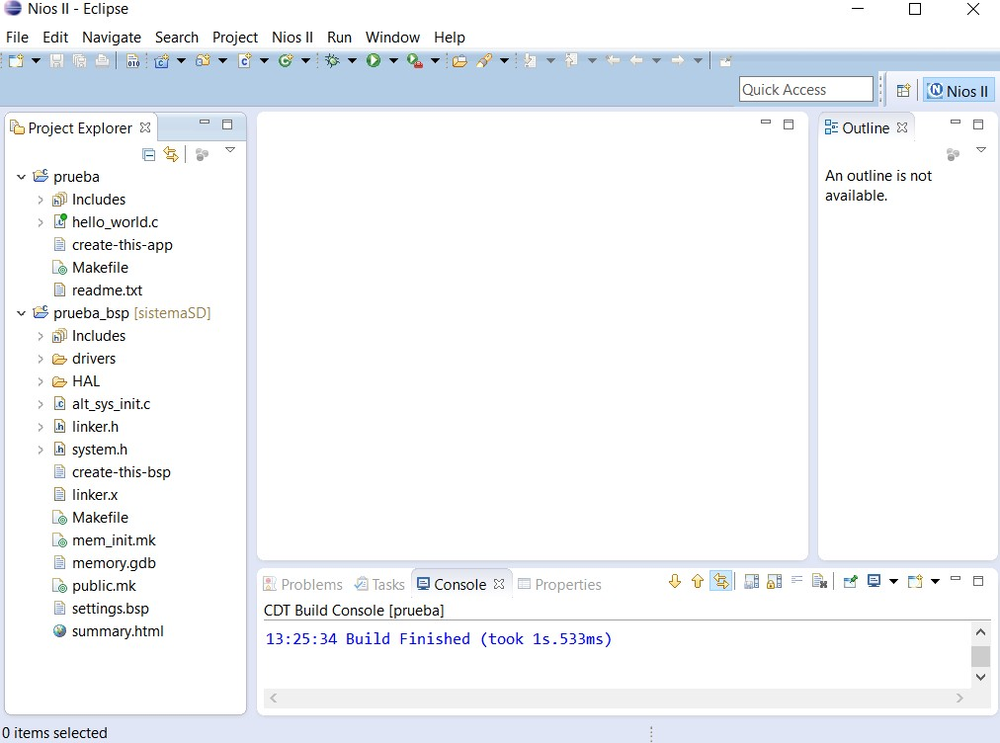 Nios II - Eclipse
File Edit Navigate Search Project Nios II Run Window Help
Quick Access
Nios II
Project Explorer
prueba
Includes
hello_world.c
create-this-app
Makefile
readme.txt
prueba_bsp [sistemaSD]
Includes
drivers
HAL
alt_sys_init.c
linker.h
system.h
create-this-bsp
linker.x
Makefile
mem_init.mk
memory.gdb
public.mk
settings.bsp
summary.html
Outline
An outline is not
available.
Problems Tasks Console Properties
CDT Build Console [prueba]
13:25:34 Build Finished (took 1s.533ms)
0 items selected